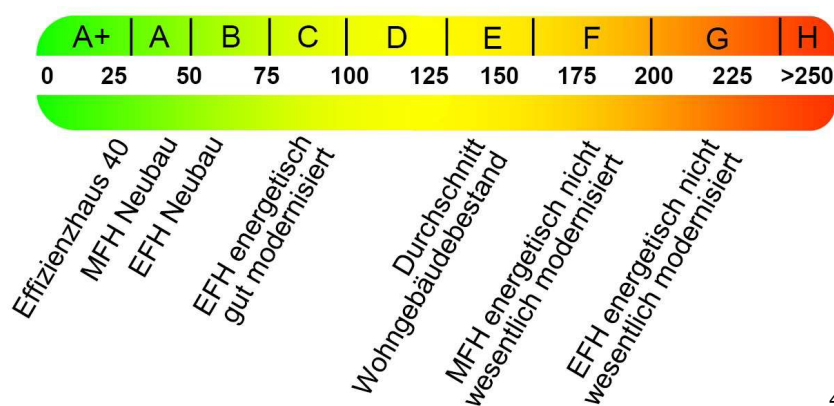 A+ A B C D E F G H
0 25 50 75 100 125 150 175 200 225 >250
Effizienzhaus 40
MFH Neubau
EFH Neubau
EFH energetisch
gut modernisiert
Durchschnitt
Wohngebäudebestand
MFH energetisch nicht
wesentlich modernisiert
EFH energetisch nicht
wesentlich modernisiert